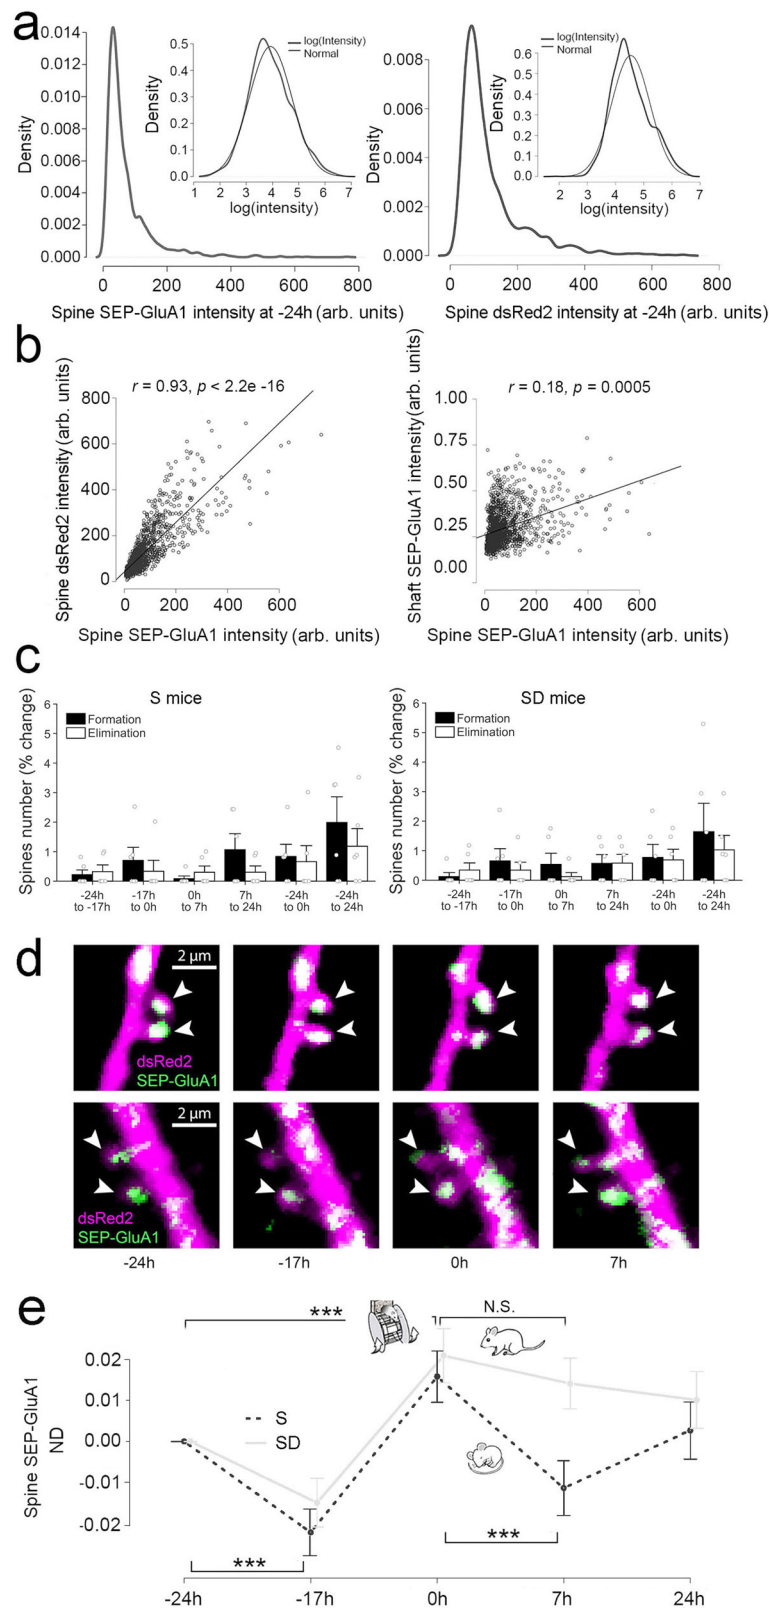 a
0.014
0.012
0.010
0.008
0.006
0.004
0.002
0.000
Density
0 200 400 600 800
Spine SEP-GluA1 intensity at -24h (arb. units)
0.5
0.4
0.3
0.2
0.1
0.0
Density
log(Intensity)
Normal
1 2 3 4 5 6 7
log(intensity)
0.008
0.006
0.004
0.002
0.000
Density
0 200 400 600 800
Spine dsRed2 intensity at -24h (arb. units)
0.6
0.5
0.4
0.3
0.2
0.1
0.0
Density
log(Intensity)
Normal
2 3 4 5 6 7
log(intensity)
b
r = 0.93, p < 2.2e -16
800
600
400
200
0
Spine dsRed2 intensity (arb. units)
0 200 400 600
Spine SEP-GluA1 intensity (arb. units)
r = 0.18, p = 0.0005
1.00
0.75
0.50
0.25
0.00
Shaft SEP-GluA1 intensity (arb. units)
0 200 400 600
Spine SEP-GluA1 intensity (arb. units)
c
S mice
Formation
Elimination
6
5
4
3
2
1
0
Spines number (% change)
-24h -17h 0h 7h -24h -24h
to -17h to 0h to 7h to 24h to 0h to 24h
SD mice
Formation
Elimination
6
5
4
3
2
1
0
Spines number (% change)
-24h -17h 0h 7h -24h -24h
to -17h to 0h to 7h to 24h to 0h to 24h
d
2 µm
dsRed2
SEP-GluA1
2 µm
dsRed2
SEP-GluA1
-24h -17h 0h 7h
e
*** N.S.
0.02
0.01
0.00
-0.01
-0.02
Spine SEP-GluA1
ND
S
SD
***
***
-24h -17h 0h 7h 24h